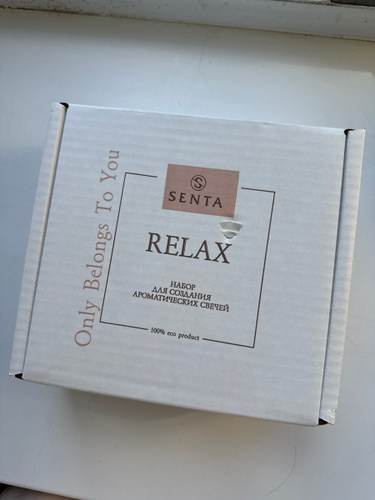 Only Belongs To You
SENTA
RELAX
НАБОР
ДЛЯ СОЗДАНИЯ
АРОМАТИЧЕСКИХ СВЕЧЕЙ
100% eco product